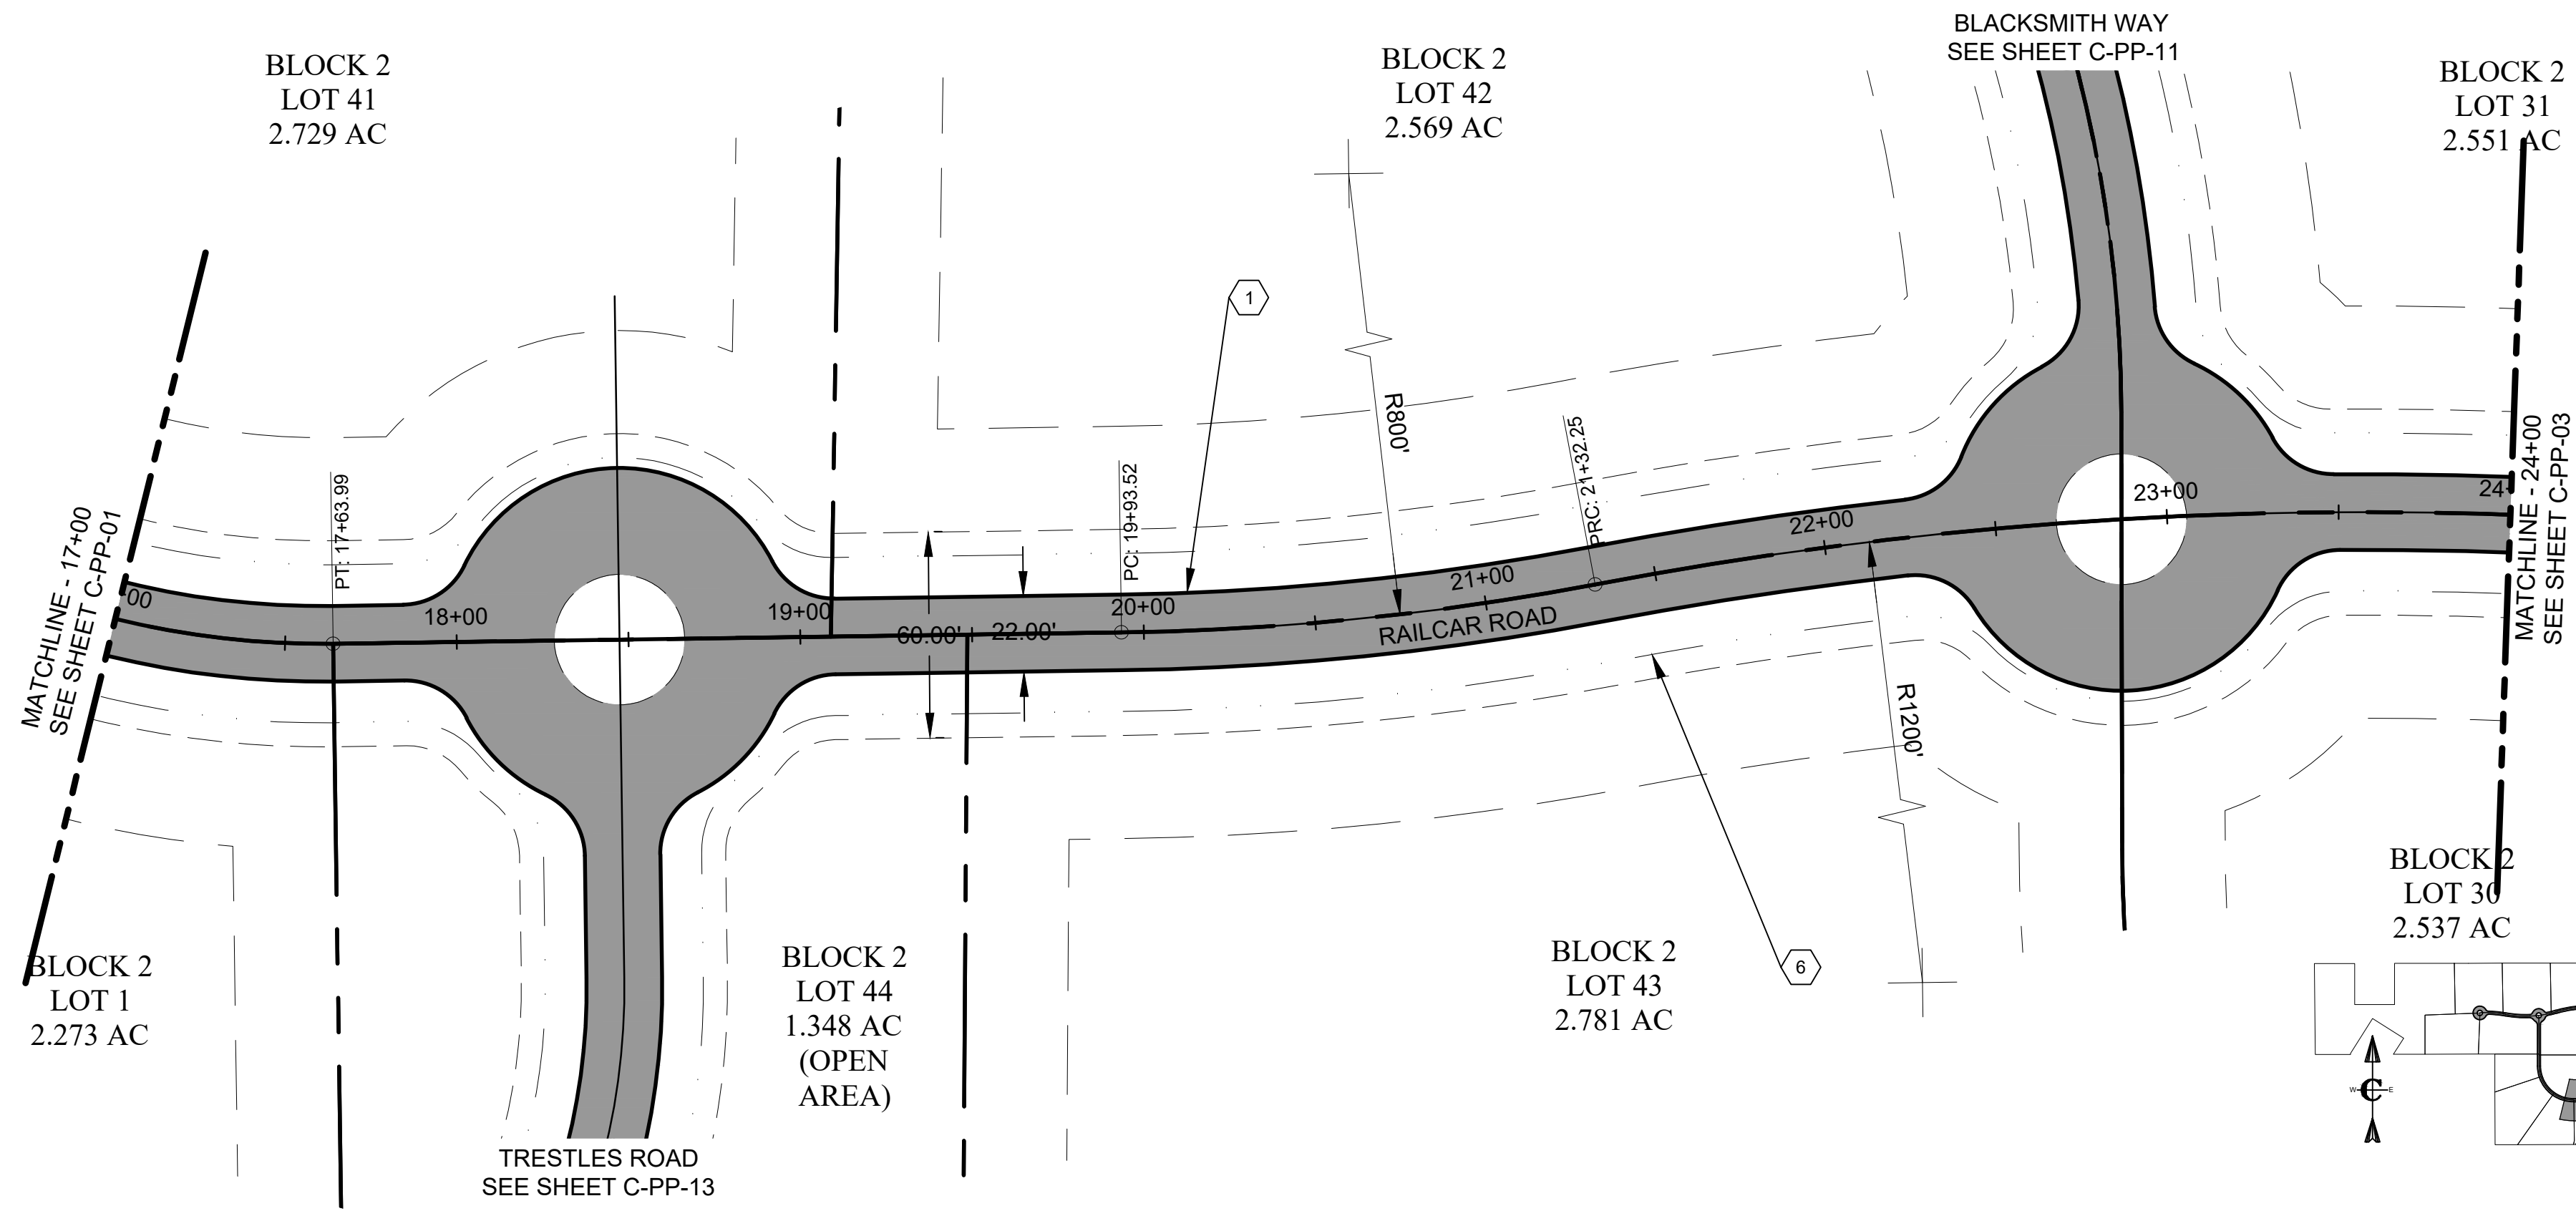 BLACKSMITH WAY
SEE SHEET C-PP-11
BLOCK 2
LOT 41
2.729 AC
BLOCK 2
LOT 42
2.569 AC
BLOCK 2
LOT 31
2.551 AC
1
R800'
MATCHLINE - 17+00
SEE SHEET C-PP-01
00
PT: 17+63.99
18+00
19+00
60.00'
22.00'
PC: 19+93.52
20+00
21+00
RAILCAR ROAD
PRC: 21+32.25
22+00
R1200'
23+00
24+
MATCHLINE - 24+00
SEE SHEET C-PP-03
BLOCK 2
LOT 1
2.273 AC
BLOCK 2
LOT 44
1.348 AC
(OPEN
AREA)
BLOCK 2
LOT 43
2.781 AC
6
BLOCK 2
LOT 30
2.537 AC
TRESTLES ROAD
SEE SHEET C-PP-13
W C E